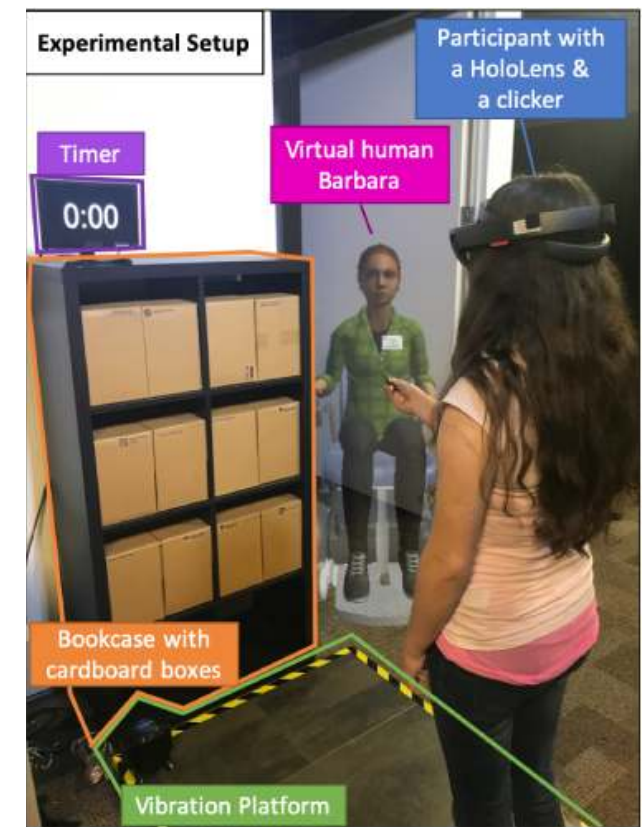 Experimental Setup
Participant with
a HoloLens &
a clicker
Timer
Virtual human
Barbara
0:00
Bookcase with
cardboard boxes
Vibration Platform